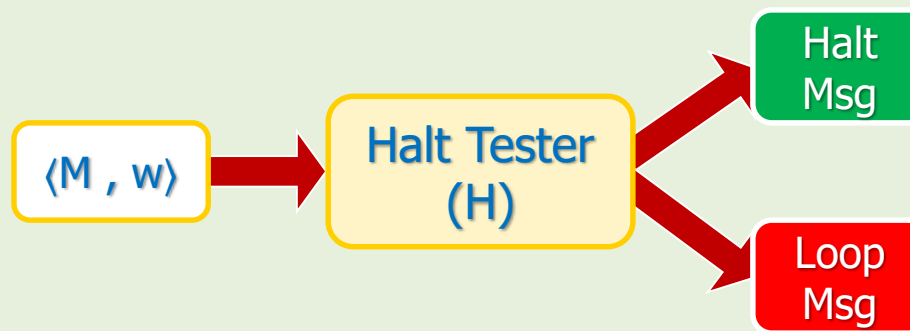 ⟨M , w⟩
Halt Tester
(H)
Halt
Msg
Loop
Msg